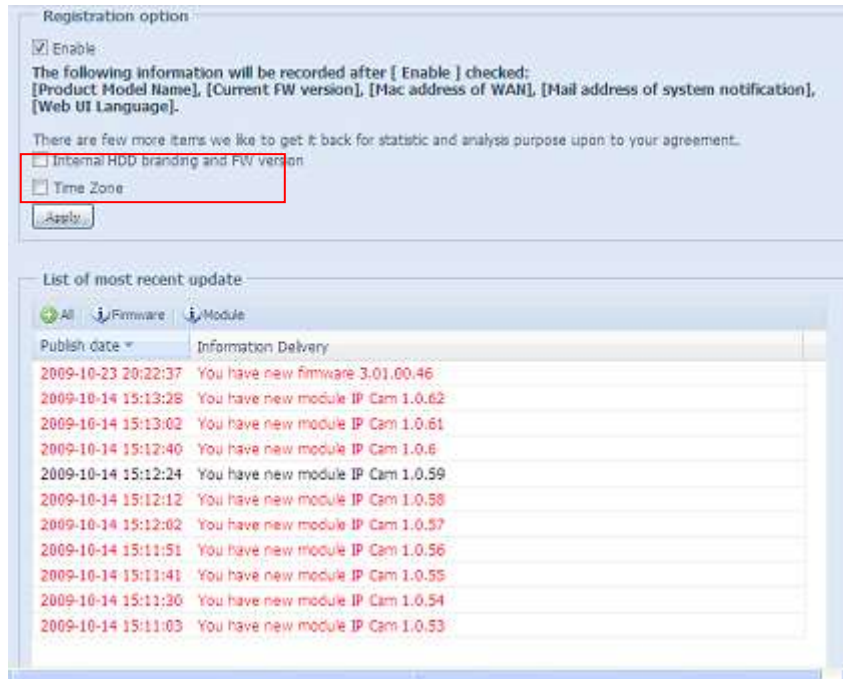 Registration option
Enable
The following information will be recorded after [ Enable ] checked:
[Product Model Name], [Current FW version], [Mac address of WAN], [Mail address of system notification],
[Web UI Language].
There are few more items we like to get it back for statistic and analysis purpose upon to your agreement.
Internal HDD branding and FW version
Time Zone
Apply
List of most recent update
All Firmware Module
Publish date Information Delivery
2009-10-23 20:22:37 You have new firmware 3.01.00.46
2009-10-14 15:13:28 You have new module IP Cam 1.0.62
2009-10-14 15:13:02 You have new module IP Cam 1.0.61
2009-10-14 15:12:40 You have new module IP Cam 1.0.6
2009-10-14 15:12:24 You have new module IP Cam 1.0.59
2009-10-14 15:12:12 You have new module IP Cam 1.0.58
2009-10-14 15:12:02 You have new module IP Cam 1.0.57
2009-10-14 15:11:51 You have new module IP Cam 1.0.56
2009-10-14 15:11:41 You have new module IP Cam 1.0.55
2009-10-14 15:11:30 You have new module IP Cam 1.0.54
2009-10-14 15:11:03 You have new module IP Cam 1.0.53